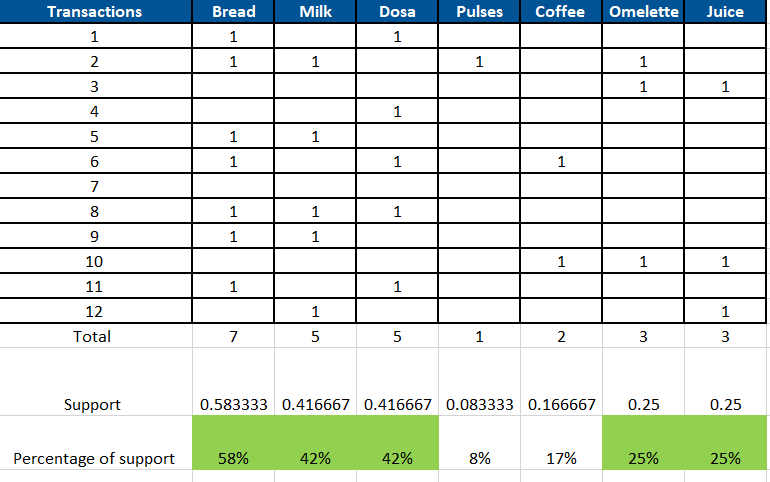 Transactions Bread Milk Dosa Pulses Coffee Omelette Juice
1 1 1
2 1 1 1 1
3 1 1
4 1
5 1 1
6 1 1 1
7
8 1 1 1
9 1 1
10 1 1 1
11 1 1
12 1 1
Total 7 5 5 1 2 3 3
Support 0.583333 0.416667 0.416667 0.083333 0.166667 0.25 0.25
Percentage of support 58% 42% 42% 8% 17% 25% 25%